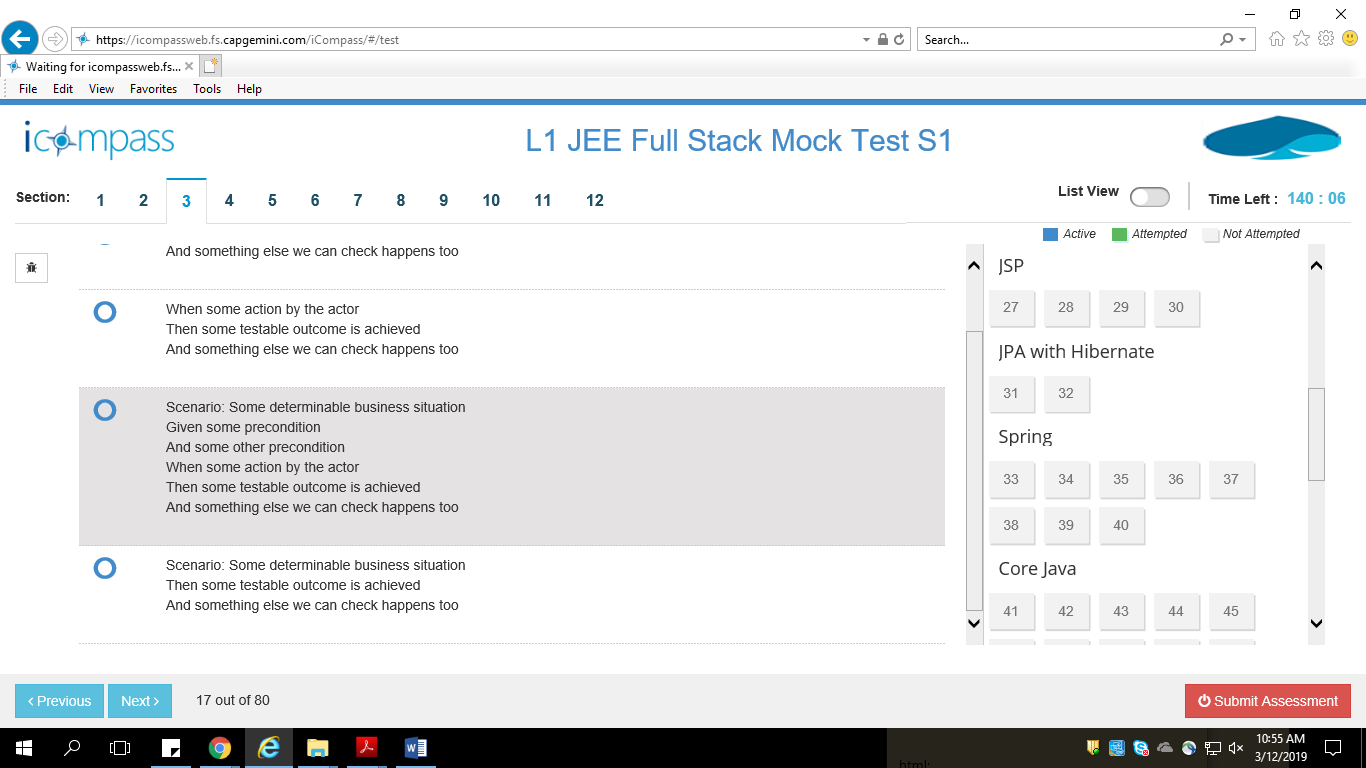 https://icompassweb.fs.capgemini.com/iCompass/#/test
Search...
Waiting for icompassweb.fs...
File Edit View Favorites Tools Help
icompass
L1 JEE Full Stack Mock Test S1
Section: 1 2 3 4 5 6 7 8 9 10 11 12
List View
Time Left : 140 : 06
Active Attempted Not Attempted
And something else we can check happens too
When some action by the actor
Then some testable outcome is achieved
And something else we can check happens too
Scenario: Some determinable business situation
Given some precondition
And some other precondition
When some action by the actor
Then some testable outcome is achieved
And something else we can check happens too
Scenario: Some determinable business situation
Then some testable outcome is achieved
And something else we can check happens too
JSP
27 28 29 30
JPA with Hibernate
31 32
Spring
33 34 35 36 37
38 39 40
Core Java
41 42 43 44 45
< Previous
Next >
17 out of 80
Submit Assessment
html:
10:55 AM
3/12/2019